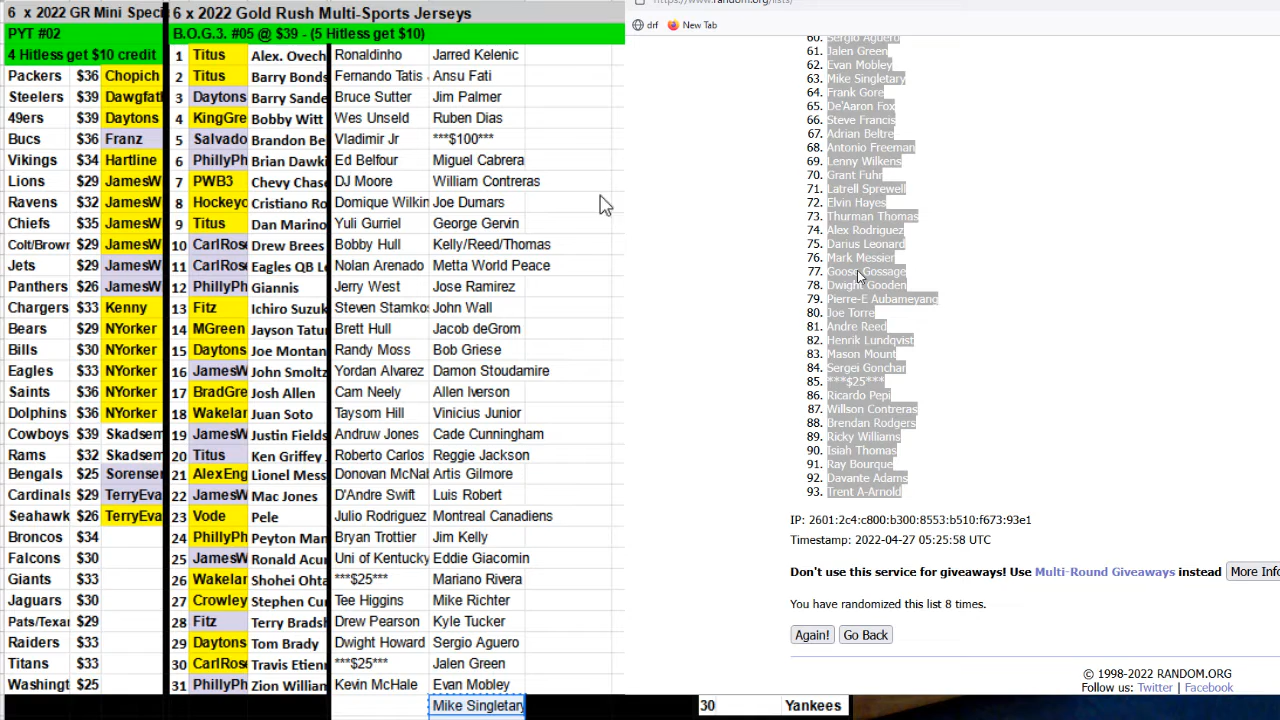 6 x 2022 GR Mini Speci
PYT #02
4 Hitless get $10 credit
Packers $36 Chopich
Steelers $39 Dawgfat
49ers $39 Daytons
Bucs $36 Franz
Vikings $34 Hartline
Lions $29 JamesW
Ravens $32 JamesW
Chiefs $35 JamesW
Colt/Brown $29 JamesW
Jets $29 JamesW
Panthers $26 JamesW
Chargers $33 Kenny
Bears $29 NYorker
Bills $30 NYorker
Eagles $33 NYorker
Saints $36 NYorker
Dolphins $36 NYorker
Cowboys $39 Skadsem
Rams $32 Skadsem
Bengals $25 Sorensen
Cardinals $29 TerryEva
Seahawk $26 TerryEva
Broncos $34
Falcons $30
Giants $33
Jaguars $30
Pats/Texan $29
Raiders $33
Titans $33
Washingt $25
6 x 2022 Gold Rush Multi-Sports Jerseys
B.O.G.3. #05 @ $39 - (5 Hitless get $10)
1 Titus Alex. Ovech Ronaldinho Jarred Kelenic
2 Titus Barry Bonds Fernando Tatis Ansu Fati
3 Daytons Barry Sande Bruce Sutter Jim Palmer
4 KingGre Bobby Witt Wes Unseld Ruben Dias
5 Salvado Brandon Be Vladimir Jr ***$100***
6 PhillyPh Brian Dawki Ed Belfour Miguel Cabrera
7 PWB3 Chevy Chase DJ Moore William Contreras
8 Hockeyc Cristiano Ro Domique Wilkin Joe Dumars
9 Titus Dan Marino Yuli Gurriel George Gervin
10 CarlRose Drew Brees Bobby Hull Kelly/Reed/Thomas
11 CarlRose Eagles QB L Nolan Arenado Metta World Peace
12 PhillyPh Giannis Jerry West Jose Ramirez
13 Fitz Ichiro Suzuk Steven Stamkos John Wall
14 MGreen Jayson Tatur Brett Hull Jacob deGrom
15 Daytons Joe Montan Randy Moss Bob Griese
16 JamesW John Smoltz Yordan Alvarez Damon Stoudamire
17 BradGre Josh Allen Cam Neely Allen Iverson
18 Wakelan Juan Soto Taysom Hill Vinicius Junior
19 JamesW Justin Fields Andruw Jones Cade Cunningham
20 Titus Ken Griffey Roberto Carlos Reggie Jackson
21 AlexEng Lionel Mess Donovan McNal Artis Gilmore
22 JamesW Mac Jones D'Andre Swift Luis Robert
23 Vode Pele Julio Rodriguez Montreal Canadiens
24 PhillyPh Peyton Man Bryan Trottier Jim Kelly
25 JamesW Ronald Acur Uni of Kentucky Eddie Giacomin
26 Wakelan Shohei Ohta ***$25*** Mariano Rivera
27 Crowley Stephen Cur Tee Higgins Mike Richter
28 Fitz Terry Bradsh Drew Pearson Kyle Tucker
29 Daytons Tom Brady Dwight Howard Sergio Aguero
30 CarlRose Travis Etien ***$25*** Jalen Green
31 PhillyPh Zion William Kevin McHale Evan Mobley
Mike Singletary
https://www.random.org/lists/
drf New Tab
60. Sergio Aguero
61. Jalen Green
62. Evan Mobley
63. Mike Singletary
64. Frank Gore
65. De'Aaron Fox
66. Steve Francis
67. Adrian Beltre
68. Antonio Freeman
69. Lenny Wilkens
70. Grant Fuhr
71. Latrell Sprewell
72. Elvin Hayes
73. Thurman Thomas
74. Alex Rodriguez
75. Darius Leonard
76. Mark Messier
77. Goose Gossage
78. Dwight Gooden
79. Pierre-E Aubameyang
80. Joe Torre
81. Andre Reed
82. Henrik Lundqvist
83. Mason Mount
84. Sergei Gonchar
85. ***$25***
86. Ricardo Pepi
87. Willson Contreras
88. Brendan Rodgers
89. Ricky Williams
90. Isiah Thomas
91. Ray Bourque
92. Davante Adams
93. Trent A-Arnold
IP: 2601:2c4:c800:b300:8553:b510:f673:93e1
Timestamp: 2022-04-27 05:25:58 UTC
Don't use this service for giveaways! Use Multi-Round Giveaways instead More Info
You have randomized this list 8 times.
Again! Go Back
© 1998-2022 RANDOM.ORG
Follow us: Twitter | Facebook
30 Yankees